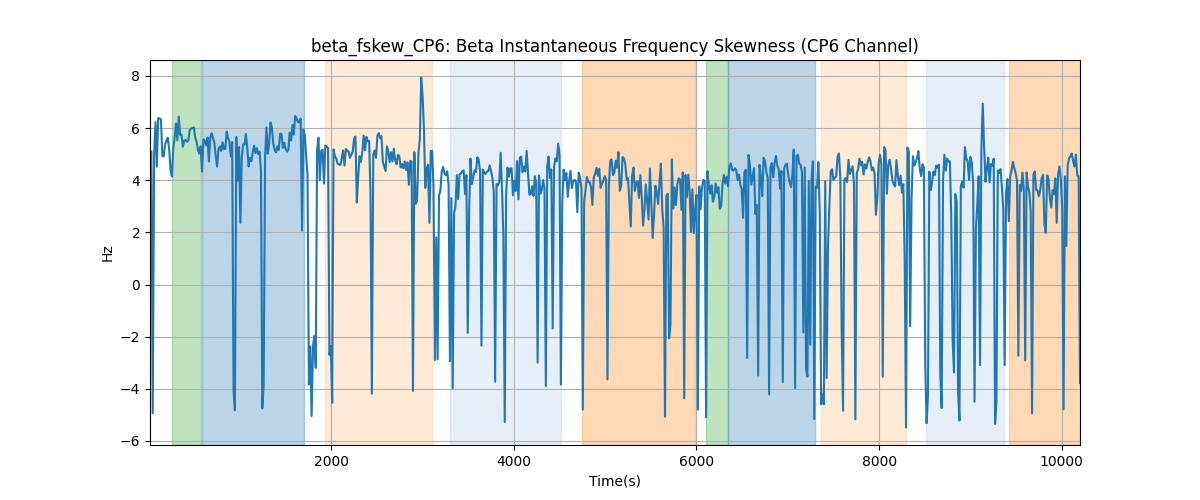 beta_fskew_CP6: Beta Instantaneous Frequency Skewness (CP6 Channel)
8
6
4
2
0
−2
−4
−6
Hz
2000 4000 6000 8000 10000
Time(s)